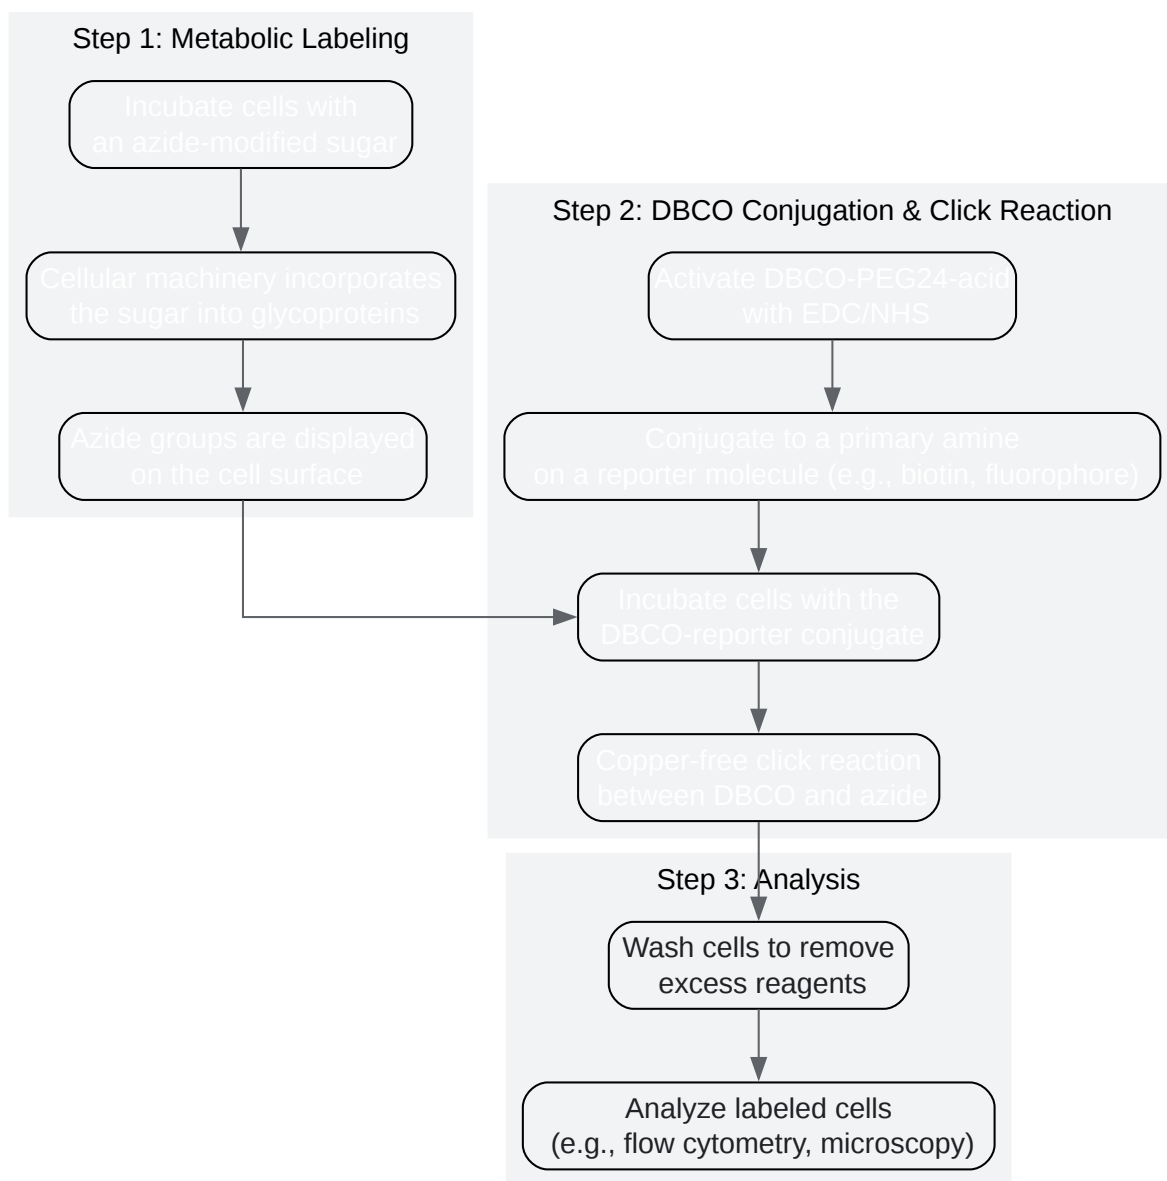 Step 1: Metabolic Labeling
Incubate cells with
an azide-modified sugar
Cellular machinery incorporates
the sugar into glycoproteins
Azide groups are displayed
on the cell surface
Step 2: DBCO Conjugation & Click Reaction
Activate DBCO-PEG24-acid
with EDC/NHS
Conjugate to a primary amine
on a reporter molecule (e.g., biotin, fluorophore)
Incubate cells with the
DBCO-reporter conjugate
Copper-free click reaction
between DBCO and azide
Step 3: Analysis
Wash cells to remove
excess reagents
Analyze labeled cells
(e.g., flow cytometry, microscopy)